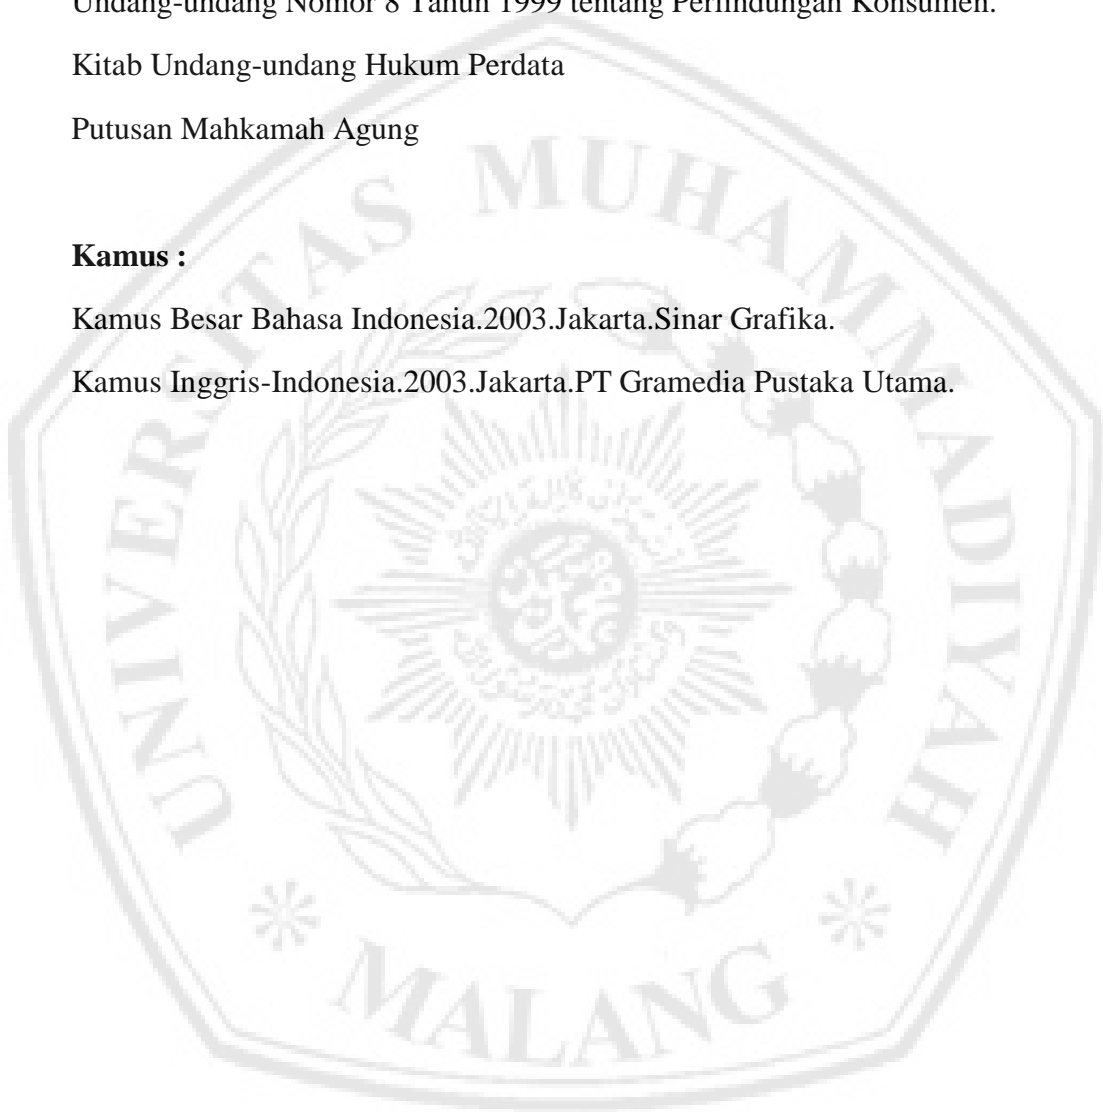 Undang-undang Nomor 8 Tahun 1999 tentang Perlindungan Konsumen.
Kitab Undang-undang Hukum Perdata
Putusan Mahkamah Agung
Kamus :
Kamus Besar Bahasa Indonesia.2003.Jakarta.Sinar Grafika.
Kamus Inggris-Indonesia.2003.Jakarta.PT Gramedia Pustaka Utama.
UNIVERSITAS MUHAMMADIYAH
MALANG